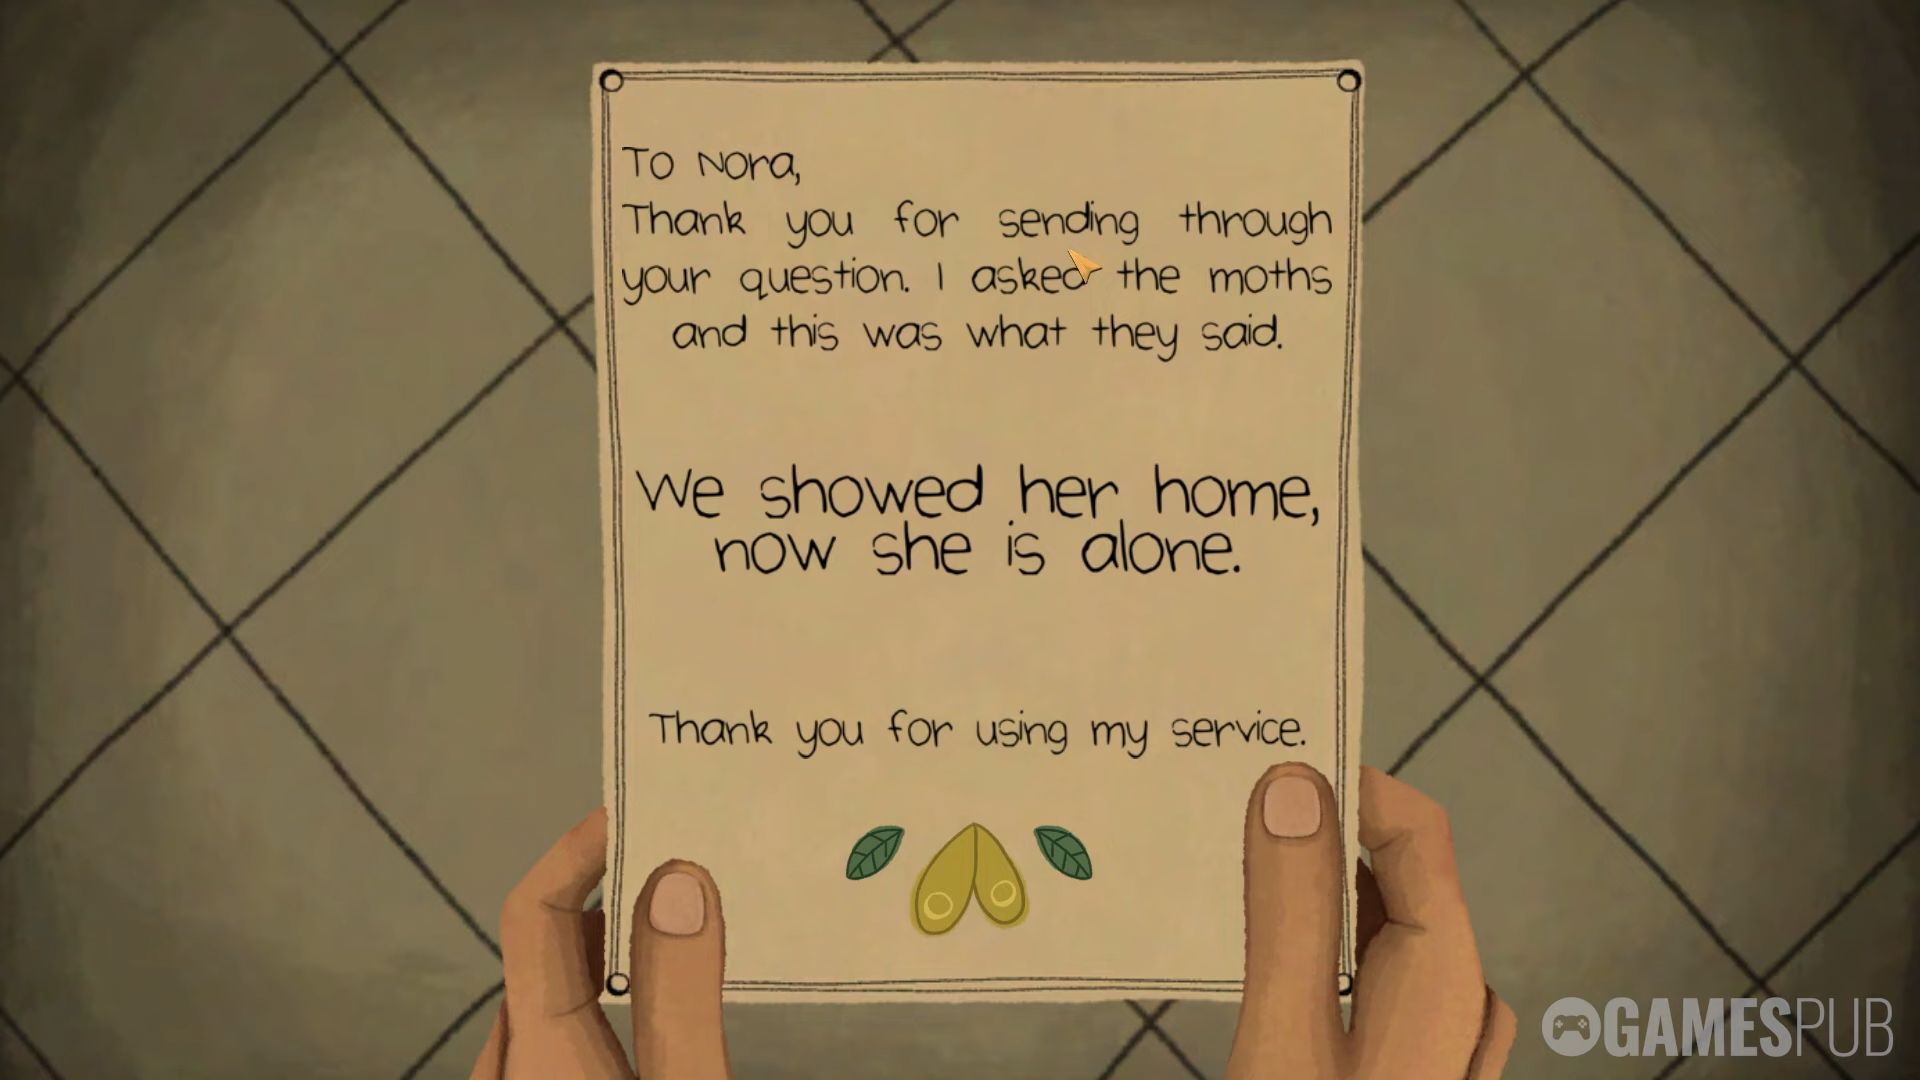 To Nora,
Thank you for sending through
your question. I asked the moths
and this was what they said.
We showed her home,
now she is alone.
Thank you for using my service.
GAMESPUB